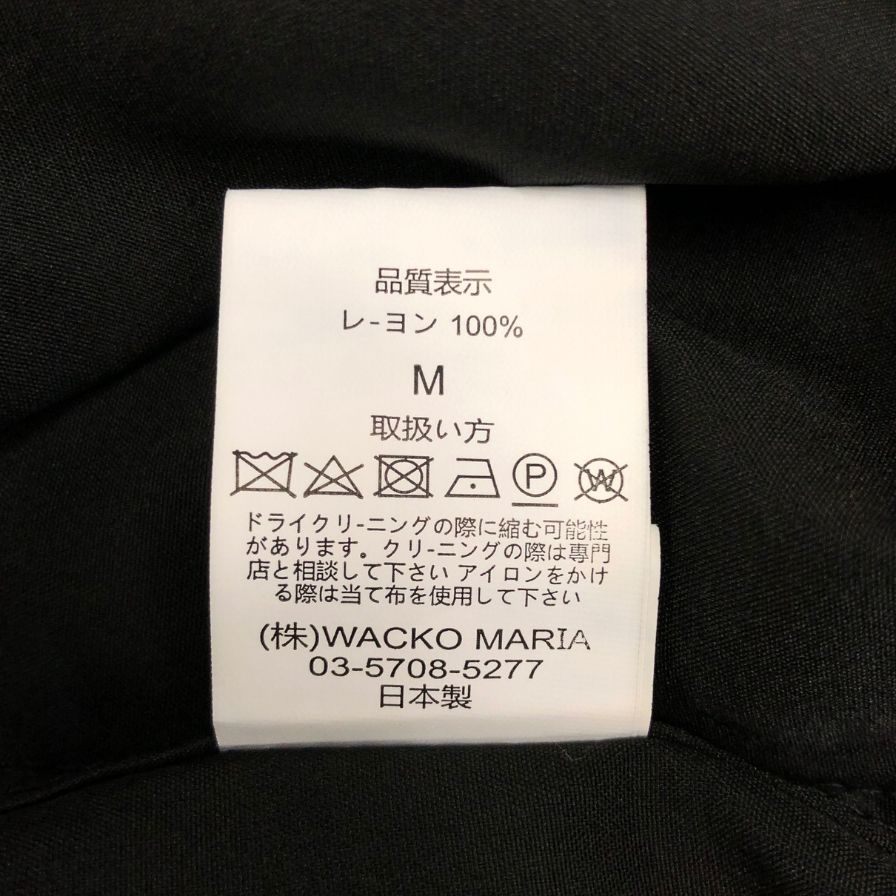 品質表示
レ-ヨン 100%
M
取扱い方
P W
ドライクリ-ニングの際に縮む可能性
があります。クリ-ニングの際は専門
店と相談して下さい アイロンをかけ
る際は当て布を使用して下さい
(株)WACKO MARIA
03-5708-5277
日本製